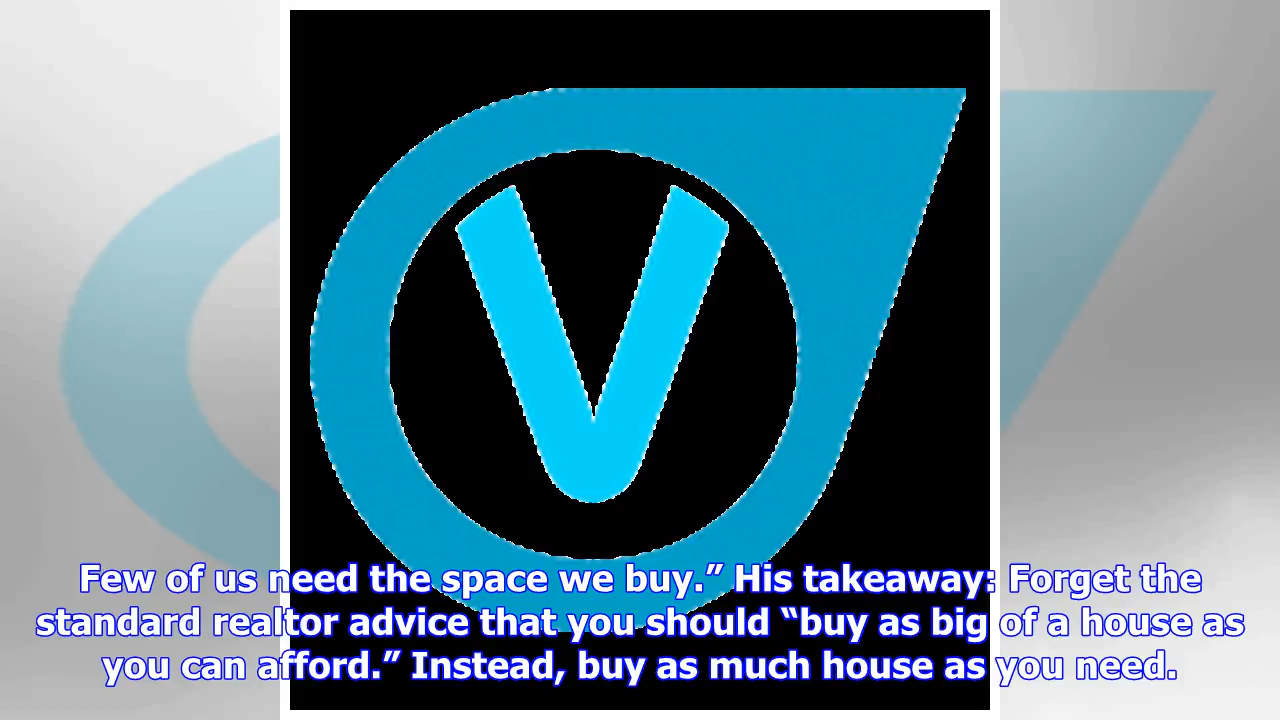 V
Few of us need the space we buy.” His takeaway: Forget the
standard realtor advice that you should “buy as big of a house as
you can afford.” Instead, buy as much house as you need.